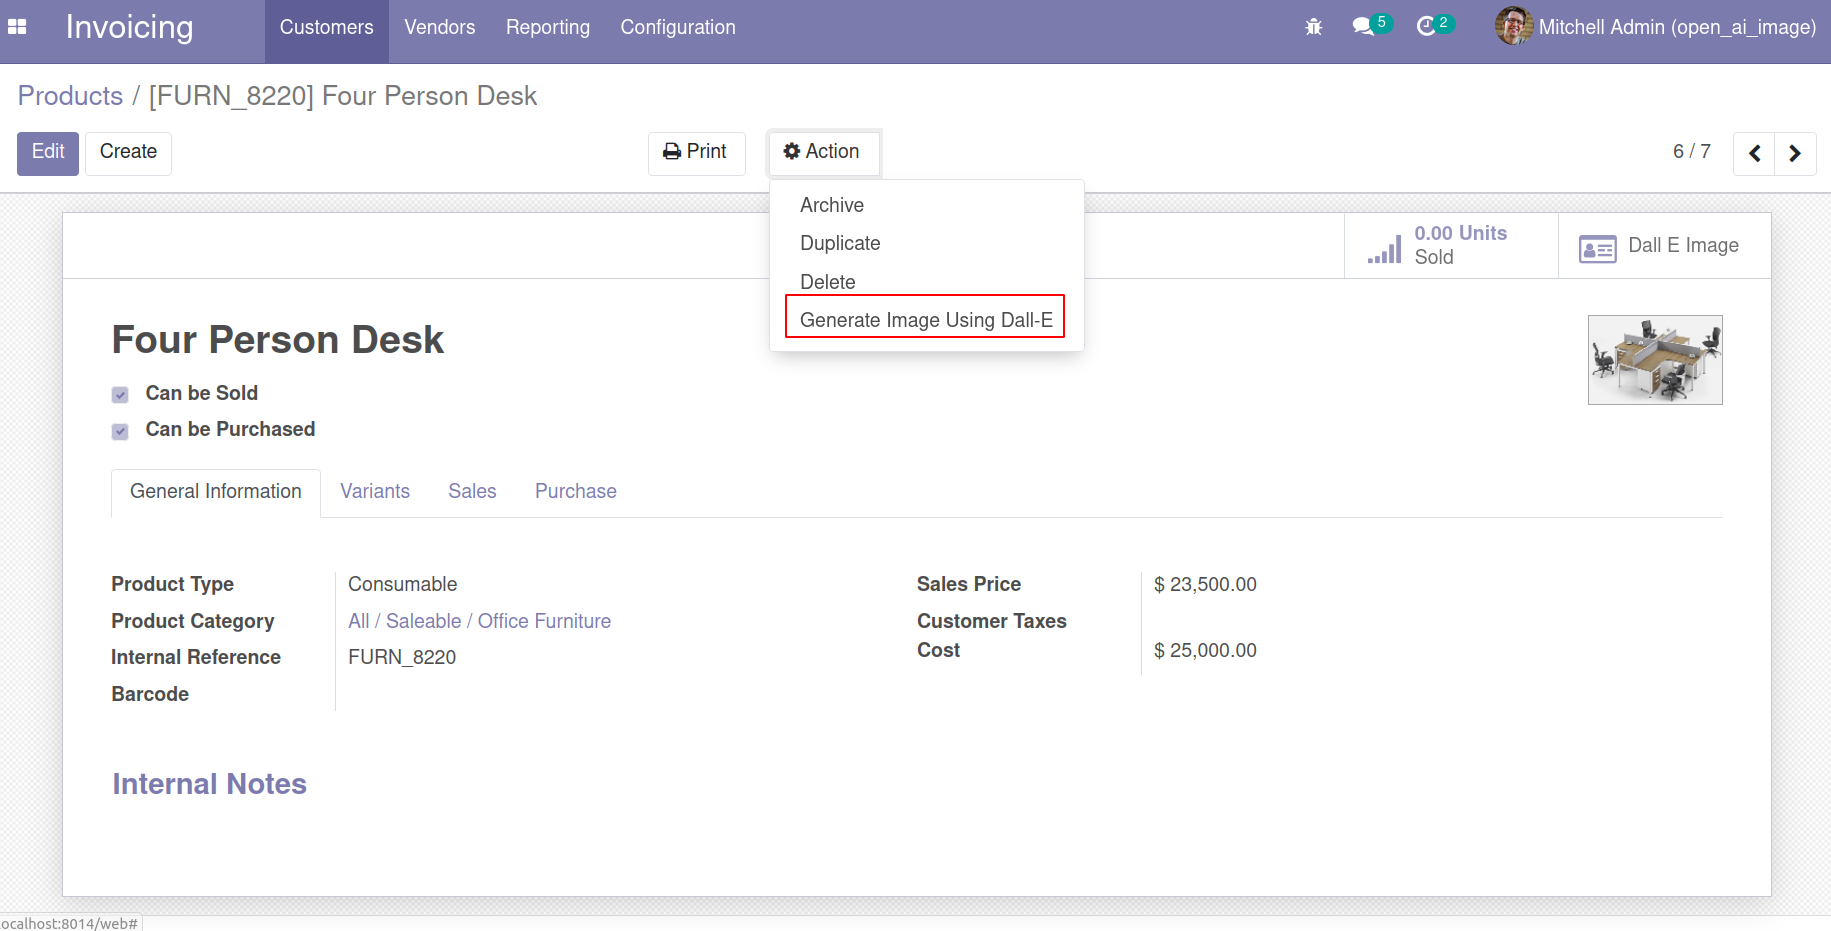 Invoicing Customers Vendors Reporting Configuration 5 2 Mitchell Admin (open_ai_image)
Products / [FURN_8220] Four Person Desk
Edit Create Print Action 6 / 7
Archive
Duplicate
Delete
Generate Image Using Dall-E
0.00 Units
Sold
Dall E Image
Four Person Desk
Can be Sold
Can be Purchased
General Information Variants Sales Purchase
Product Type Consumable
Product Category All / Saleable / Office Furniture
Internal Reference FURN_8220
Barcode
Sales Price $ 23,500.00
Customer Taxes
Cost $ 25,000.00
Internal Notes
ocalhost:8014/web#